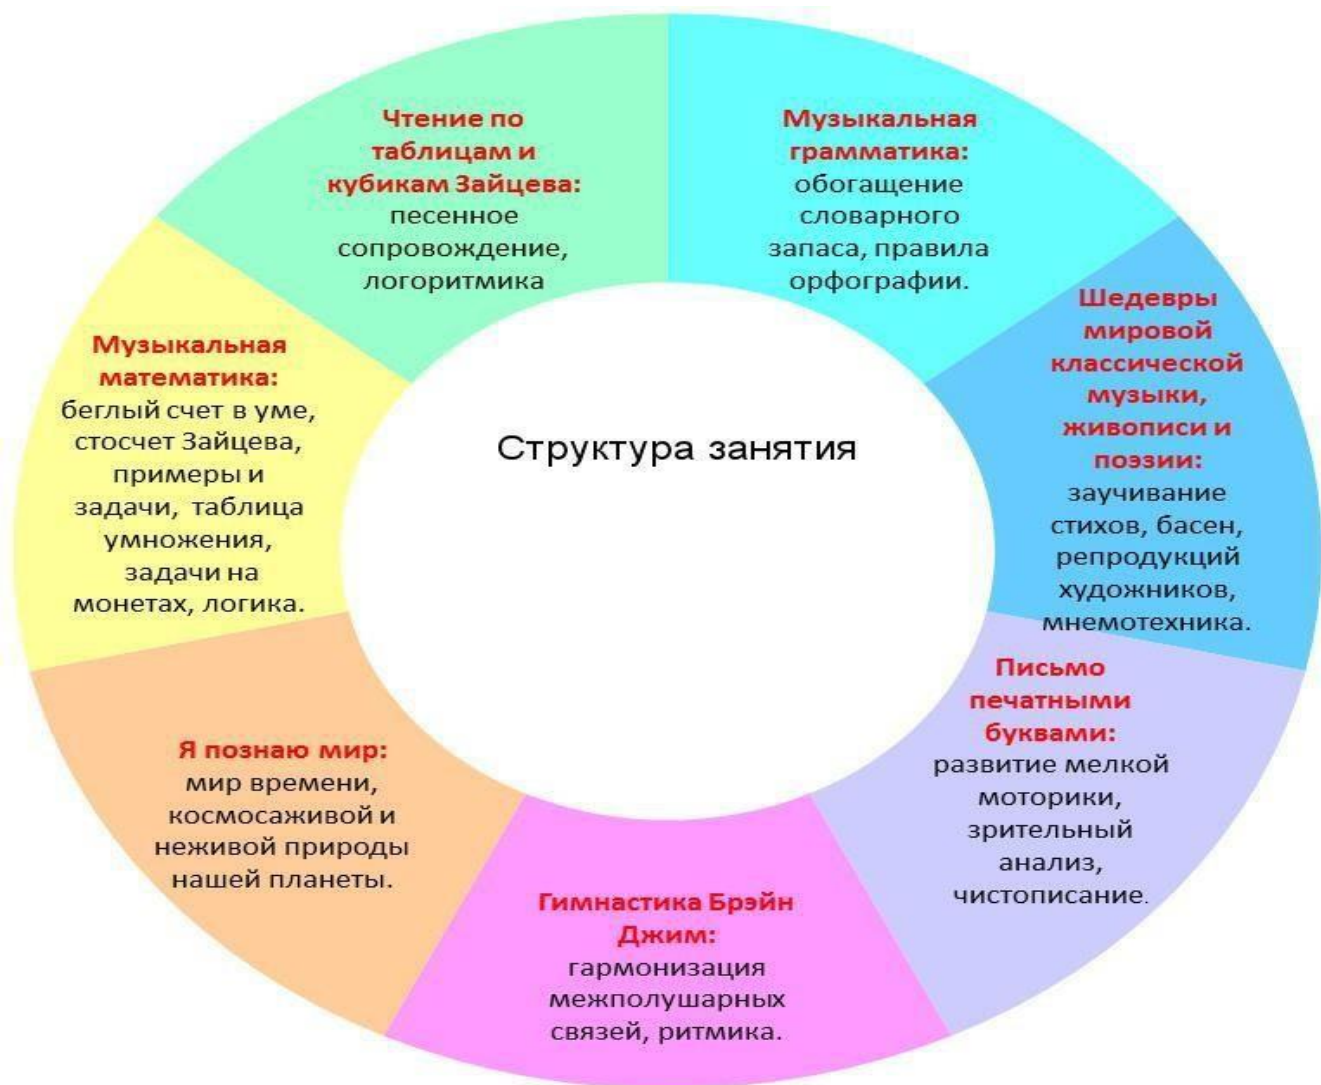 Структура занятия
Чтение по
таблицам и
кубикам Зайцева:
песенное
сопровождение,
логоритмика
Музыкальная
грамматика:
обогащение
словарного
запаса, правила
орфографии.
Шедевры
мировой
классической
музыки,
живописи и
поэзии:
заучивание
стихов, басен,
репродукций
художников,
мнемотехника.
Письмо
печатными
буквами:
развитие мелкой
моторики,
зрительный
анализ,
чистописание.
Гимнастика Брэйн
Джим:
гармонизация
межполушарных
связей, ритмика.
Я познаю мир:
мир времени,
космосаживой и
неживой природы
нашей планеты.
Музыкальная
математика:
беглый счет в уме,
стосчет Зайцева,
примеры и
задачи, таблица
умножения,
задачи на
монетах, логика.